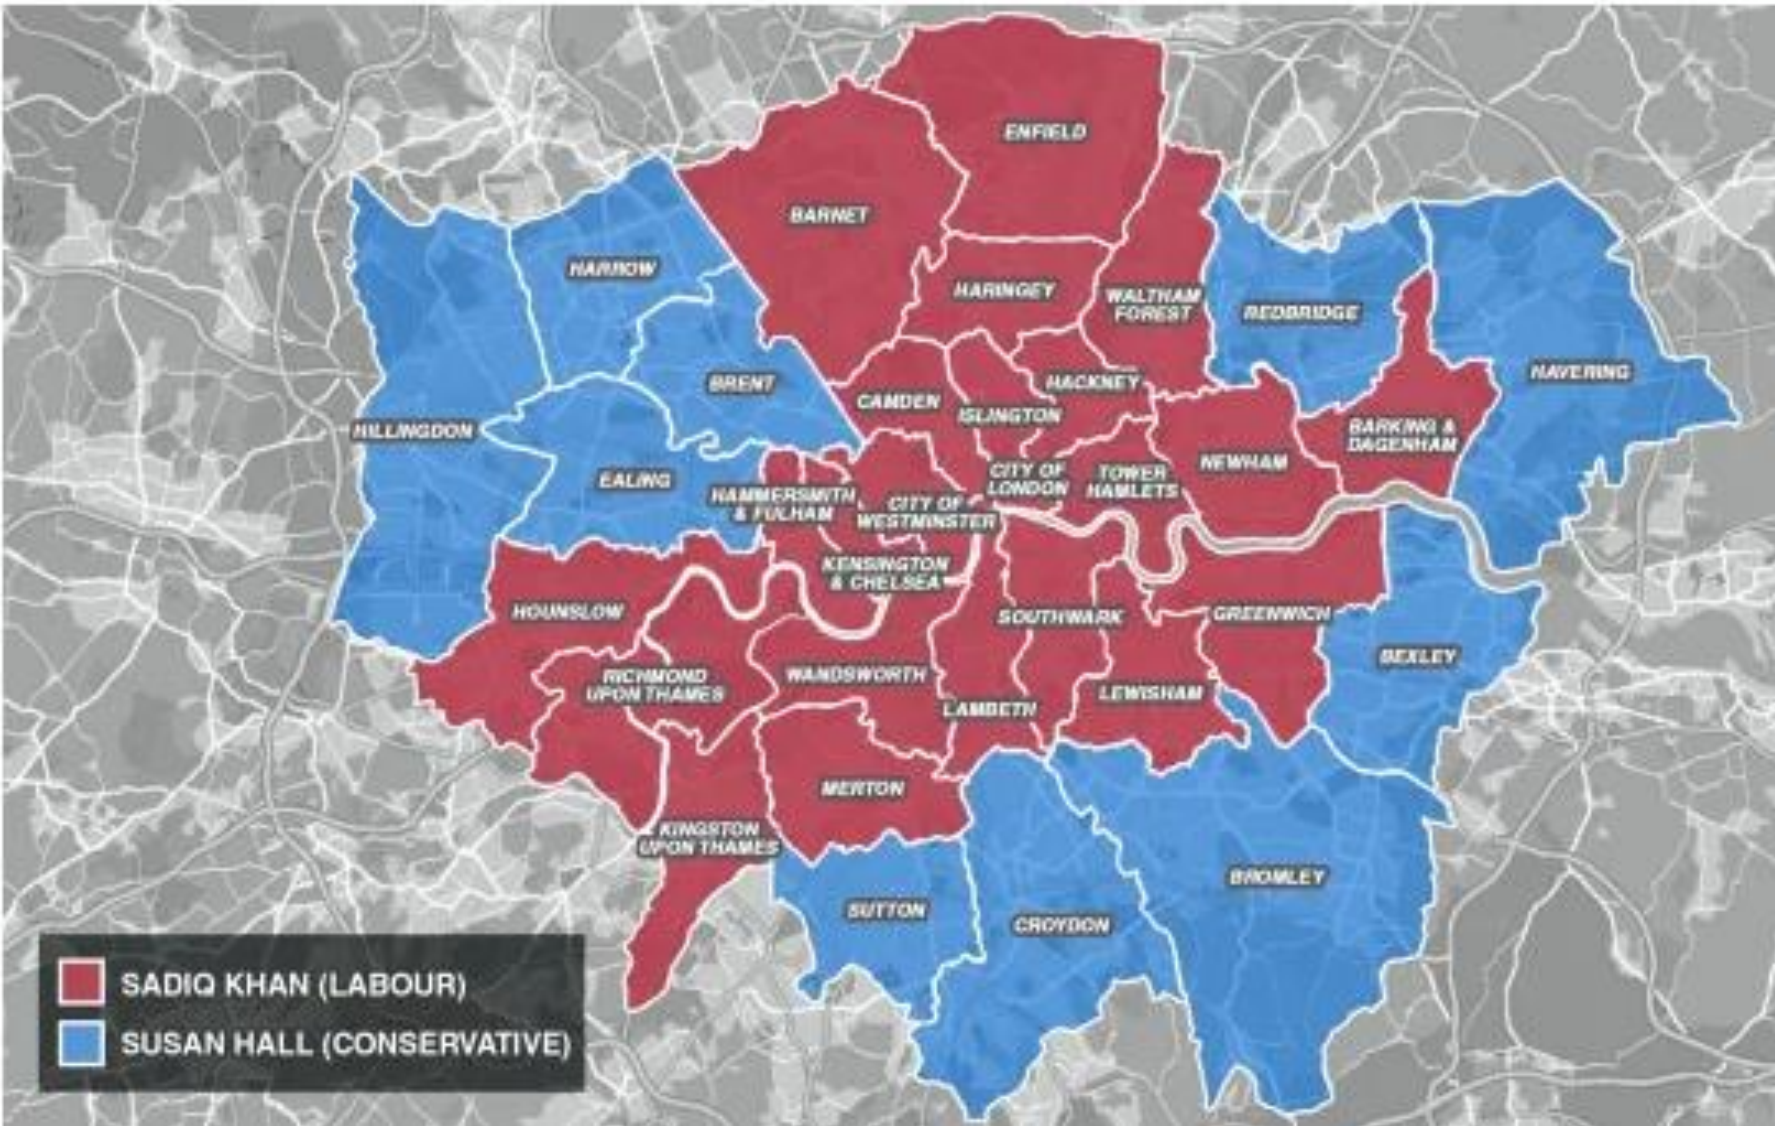 ENFIELD
BARNET
HARROW
HARINGEY
WALTHAM
FOREST
REDBRIDGE
HAVERING
BRENT
HACKNEY
CAMDEN
ISLINGTON
HILLINGDON
BARKING &
DAGENHAM
EALING
NEWHAM
CITY OF
LONDON
TOWER
HAMLETS
HAMMERSMITH
& FULHAM
CITY OF
WESTMINSTER
KENSINGTON
& CHELSEA
HOUNSLOW
SOUTHWARK
GREENWICH
BEXLEY
RICHMOND
UPON THAMES
WANDSWORTH
LEWISHAM
LAMBETH
MERTON
KINGSTON
UPON THAMES
BROMLEY
SUTTON
CROYDON
SADIQ KHAN (LABOUR)
SUSAN HALL (CONSERVATIVE)